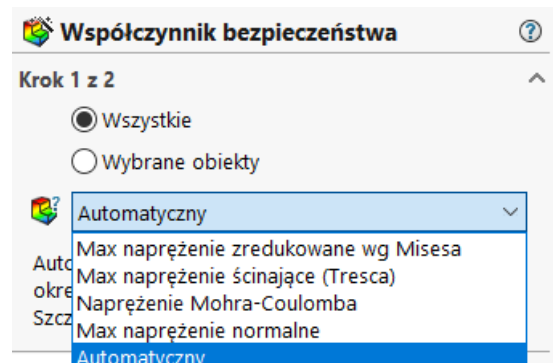 Współczynnik bezpieczeństwa
Krok 1 z 2
Wszystkie
Wybrane obiekty
Automatyczny
Max naprężenie zredukowane wg Misesa
Max naprężenie ścinające (Tresca)
Naprężenie Mohra-Coulomba
Max naprężenie normalne
Automatyczny